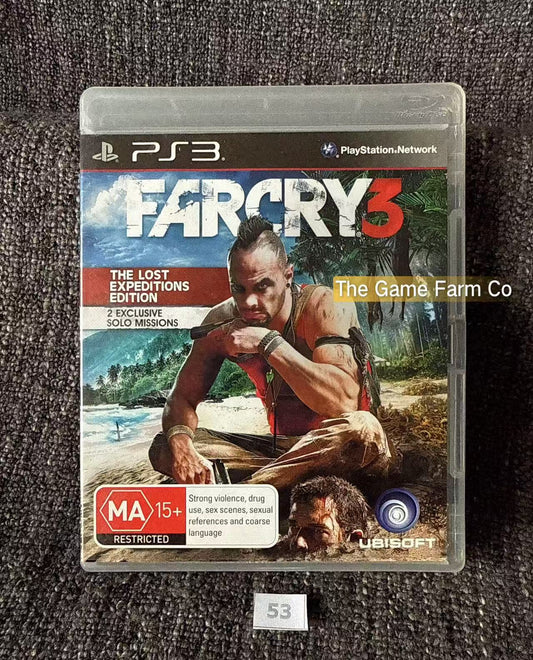 PS3
PlayStation®Network
FARCRY3
THE LOST
EXPEDITIONS
EDITION
2 EXCLUSIVE
SOLO MISSIONS
The Game Farm Co
MA 15+
RESTRICTED
Strong violence, drug
use, sex scenes, sexual
references and coarse
language
UBISOFT
53